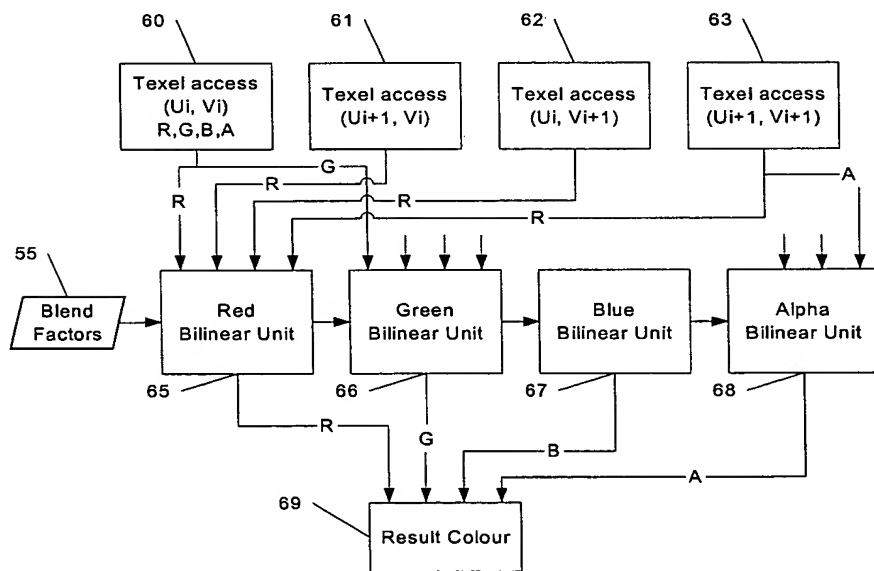 60
61
62
63
Texel access
(Ui, Vi)
R,G,B,A
Texel access
(Ui+1, Vi)
Texel access
(Ui, Vi+1)
Texel access
(Ui+1, Vi+1)
G
A
R
R
R
R
55
Blend
Factors
Red
Bilinear Unit
Green
Bilinear Unit
Blue
Bilinear Unit
Alpha
Bilinear Unit
65
66
67
68
R
G
B
A
69
Result Colour